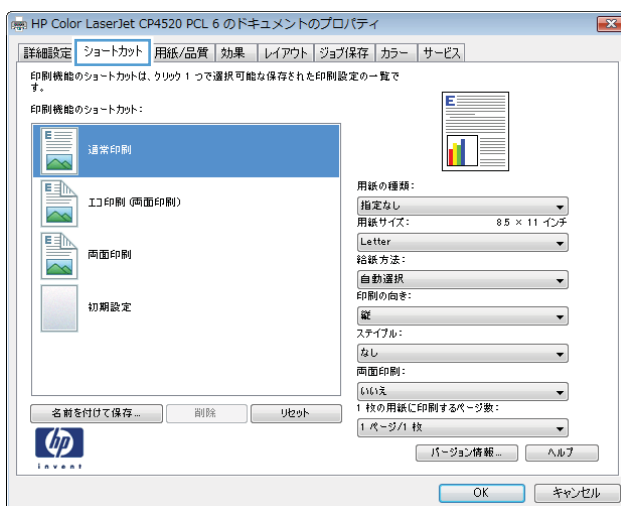 HP Color LaserJet CP4520 PCL 6 のドキュメントのプロパティ
詳細設定 ショートカット 用紙/品質 効果 レイアウト ジョブ保存 カラー サービス
印刷機能のショートカットは、クリック 1 つで選択可能な保存された印刷設定の一覧で
す。
印刷機能のショートカット:
通常印刷
エコ印刷 (両面印刷)
両面印刷
初期設定
用紙の種類:
指定なし
用紙サイズ: 8.5 × 11 インチ
Letter
給紙方法:
自動選択
印刷の向き:
縦
ステイプル:
なし
両面印刷:
いいえ
1 枚の用紙に印刷するページ数:
1 ページ/1 枚
名前を付けて保存... 削除 リセット
hp
invent
バージョン情報... ヘルプ
OK キャンセル